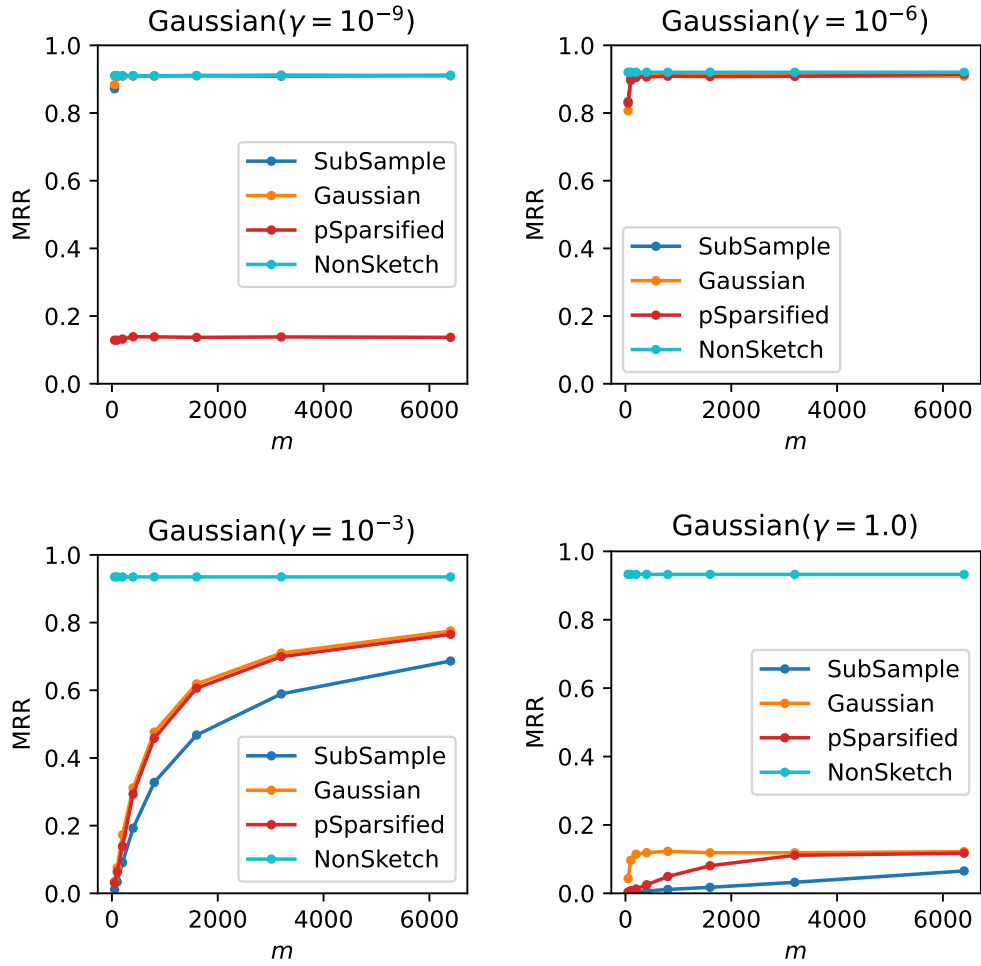 Gaussian(γ = 10⁻⁹)
1.0
0.8
0.6
0.4
0.2
0.0
MRR
SubSample
Gaussian
pSparsified
NonSketch
0 2000 4000 6000
m
Gaussian(γ = 10⁻⁶)
1.0
0.8
0.6
0.4
0.2
0.0
MRR
SubSample
Gaussian
pSparsified
NonSketch
0 2000 4000 6000
m
Gaussian(γ = 10⁻³)
1.0
0.8
0.6
0.4
0.2
0.0
MRR
SubSample
Gaussian
pSparsified
NonSketch
0 2000 4000 6000
m
Gaussian(γ = 1.0)
1.0
0.8
0.6
0.4
0.2
0.0
MRR
SubSample
Gaussian
pSparsified
NonSketch
0 2000 4000 6000
m